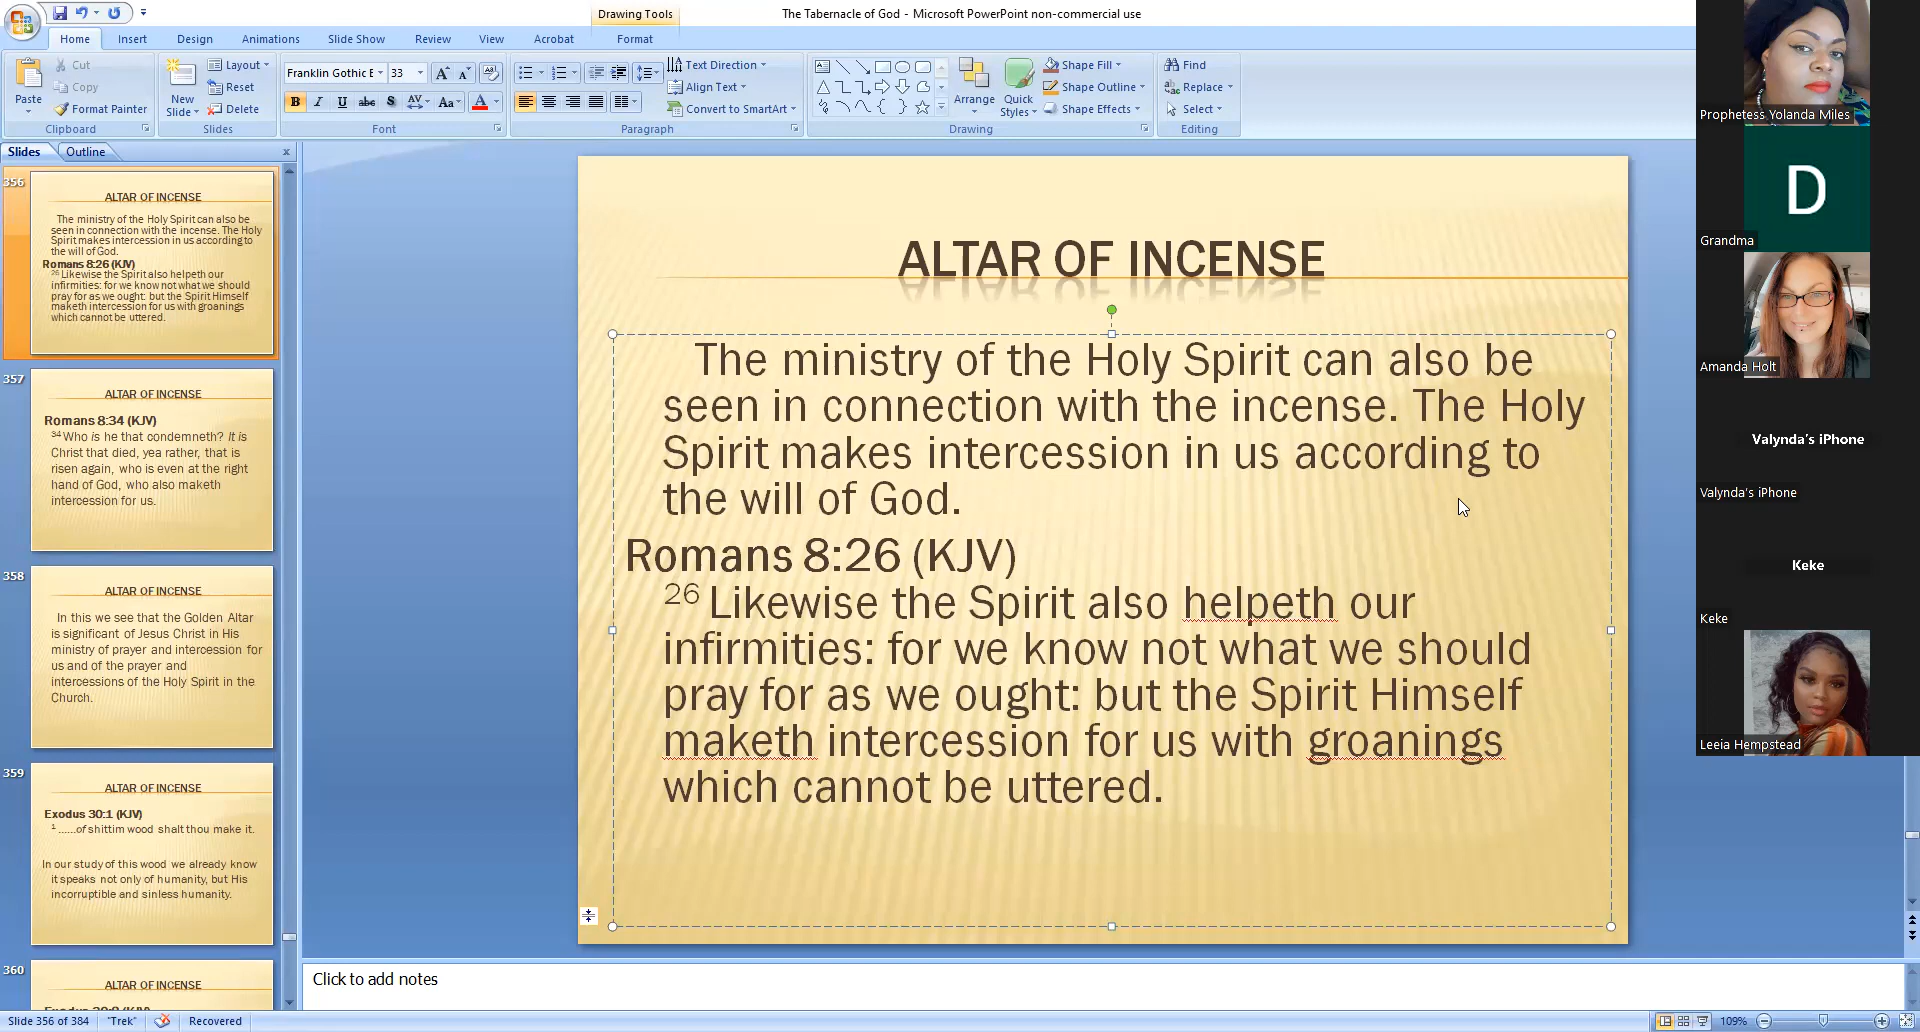 The Tabernacle of God - Microsoft PowerPoint non-commercial use
Drawing Tools
Home Insert Design Animations Slide Show Review View Acrobat Format
Paste
Cut
Copy
Format Painter
Clipboard
New Slide
Layout
Reset
Delete
Slides
Franklin Gothic E 33
B I U abc S AV Aa A
Font
Text Direction
Align Text
Convert to SmartArt
Paragraph
Arrange
Quick Styles
Shape Fill
Shape Outline
Shape Effects
Drawing
Find
Replace
Select
Editing
Slides Outline x
356
ALTAR OF INCENSE
The ministry of the Holy Spirit can also be
seen in connection with the incense. The Holy
Spirit makes intercession in us according to
the will of God.
Romans 8:26 (KJV)
26 Likewise the Spirit also helpeth our
infirmities: for we know not what we should
pray for as we ought: but the Spirit Himself
maketh intercession for us with groanings
which cannot be uttered.
357
ALTAR OF INCENSE
Romans 8:34 (KJV)
34 Who is he that condemneth? It is
Christ that died, yea rather, that is
risen again, who is even at the right
hand of God, who also maketh
intercession for us.
358
ALTAR OF INCENSE
In this we see that the Golden Altar
is significant of Jesus Christ in His
ministry of prayer and intercession for
us and of the prayer and
intercessions of the Holy Spirit in the
Church.
359
ALTAR OF INCENSE
Exodus 30:1 (KJV)
1 ......of shittim wood shalt thou make it.
In our study of this wood we already know
it speaks not only of humanity, but His
incorruptible and sinless humanity.
360
ALTAR OF INCENSE
ALTAR OF INCENSE
The ministry of the Holy Spirit can also be
seen in connection with the incense. The Holy
Spirit makes intercession in us according to
the will of God.
Romans 8:26 (KJV)
26 Likewise the Spirit also helpeth our
infirmities: for we know not what we should
pray for as we ought: but the Spirit Himself
maketh intercession for us with groanings
which cannot be uttered.
Click to add notes
Slide 356 of 384 "Trek" Recovered 109%
Prophetess Yolanda Miles
D
Grandma
Amanda Holt
Valynda's iPhone
Valynda's iPhone
Keke
Keke
Leeia Hempstead